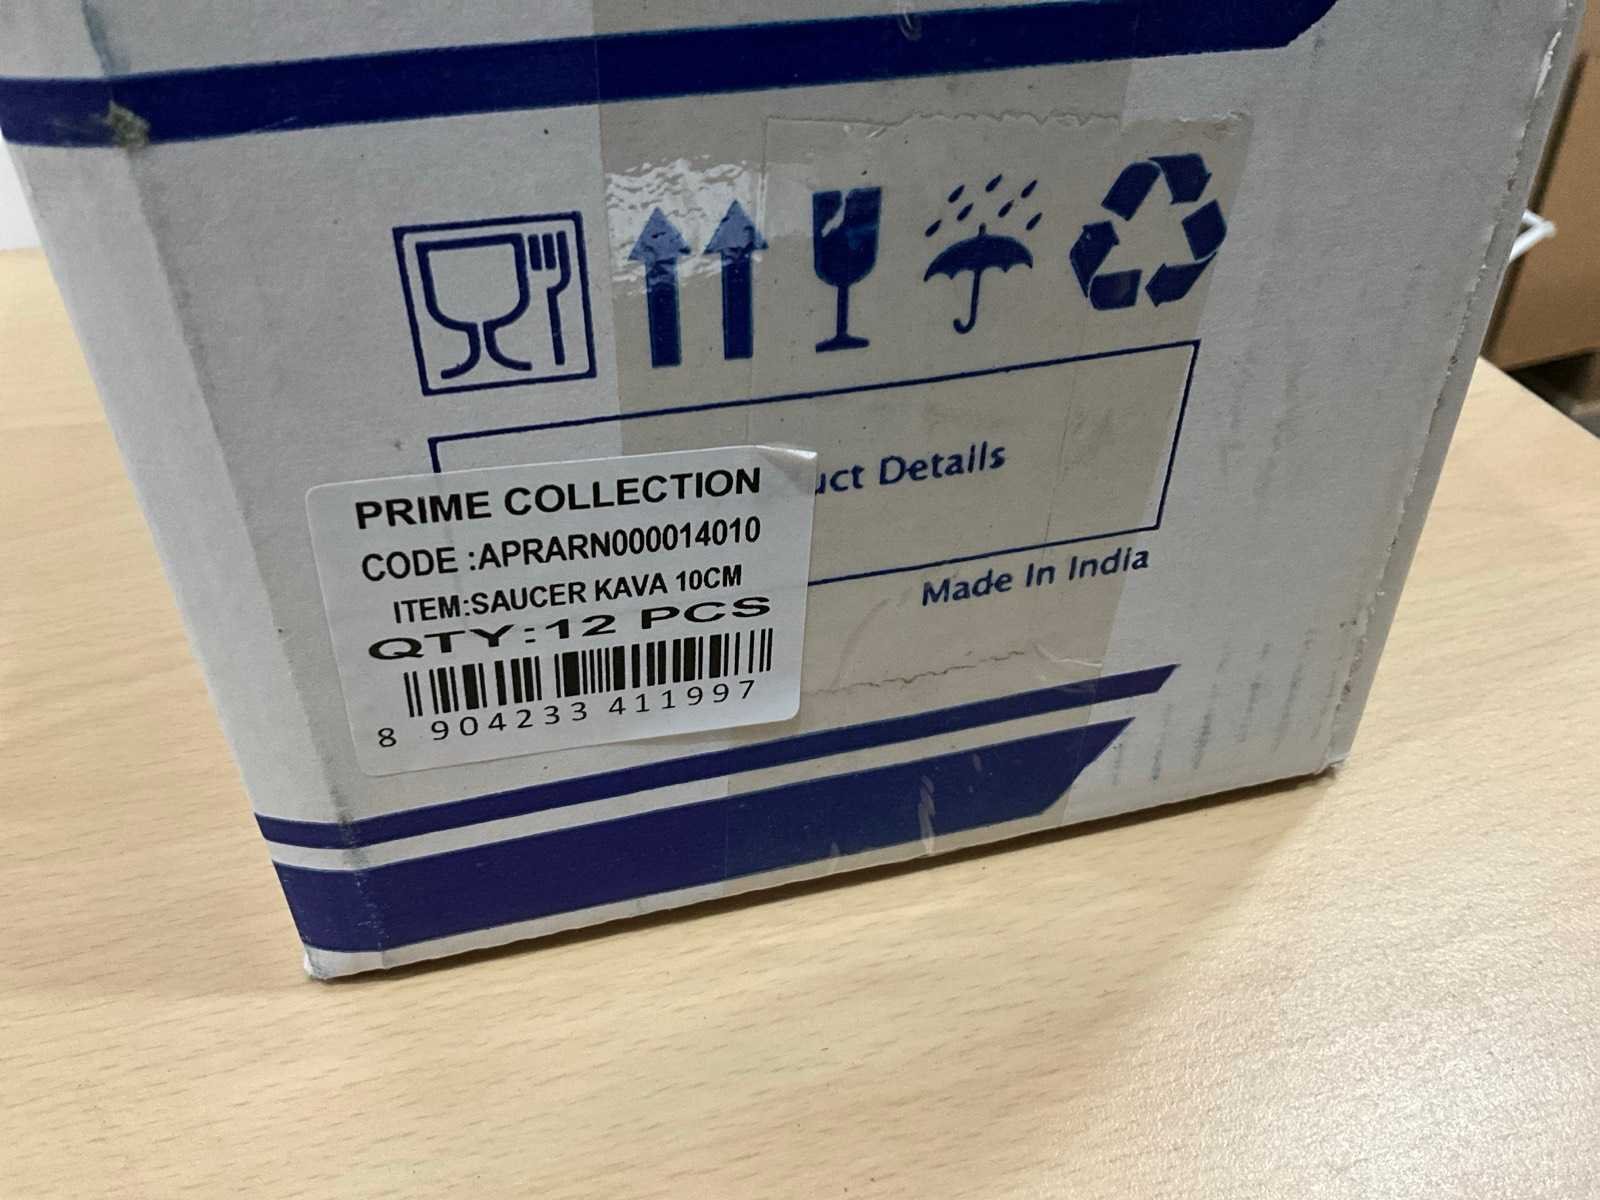 uct Details
Made In India
PRIME COLLECTION
CODE :APRARN000014010
ITEM:SAUCER KAVA 10CM
QTY:12 PCS
8 904233 411997